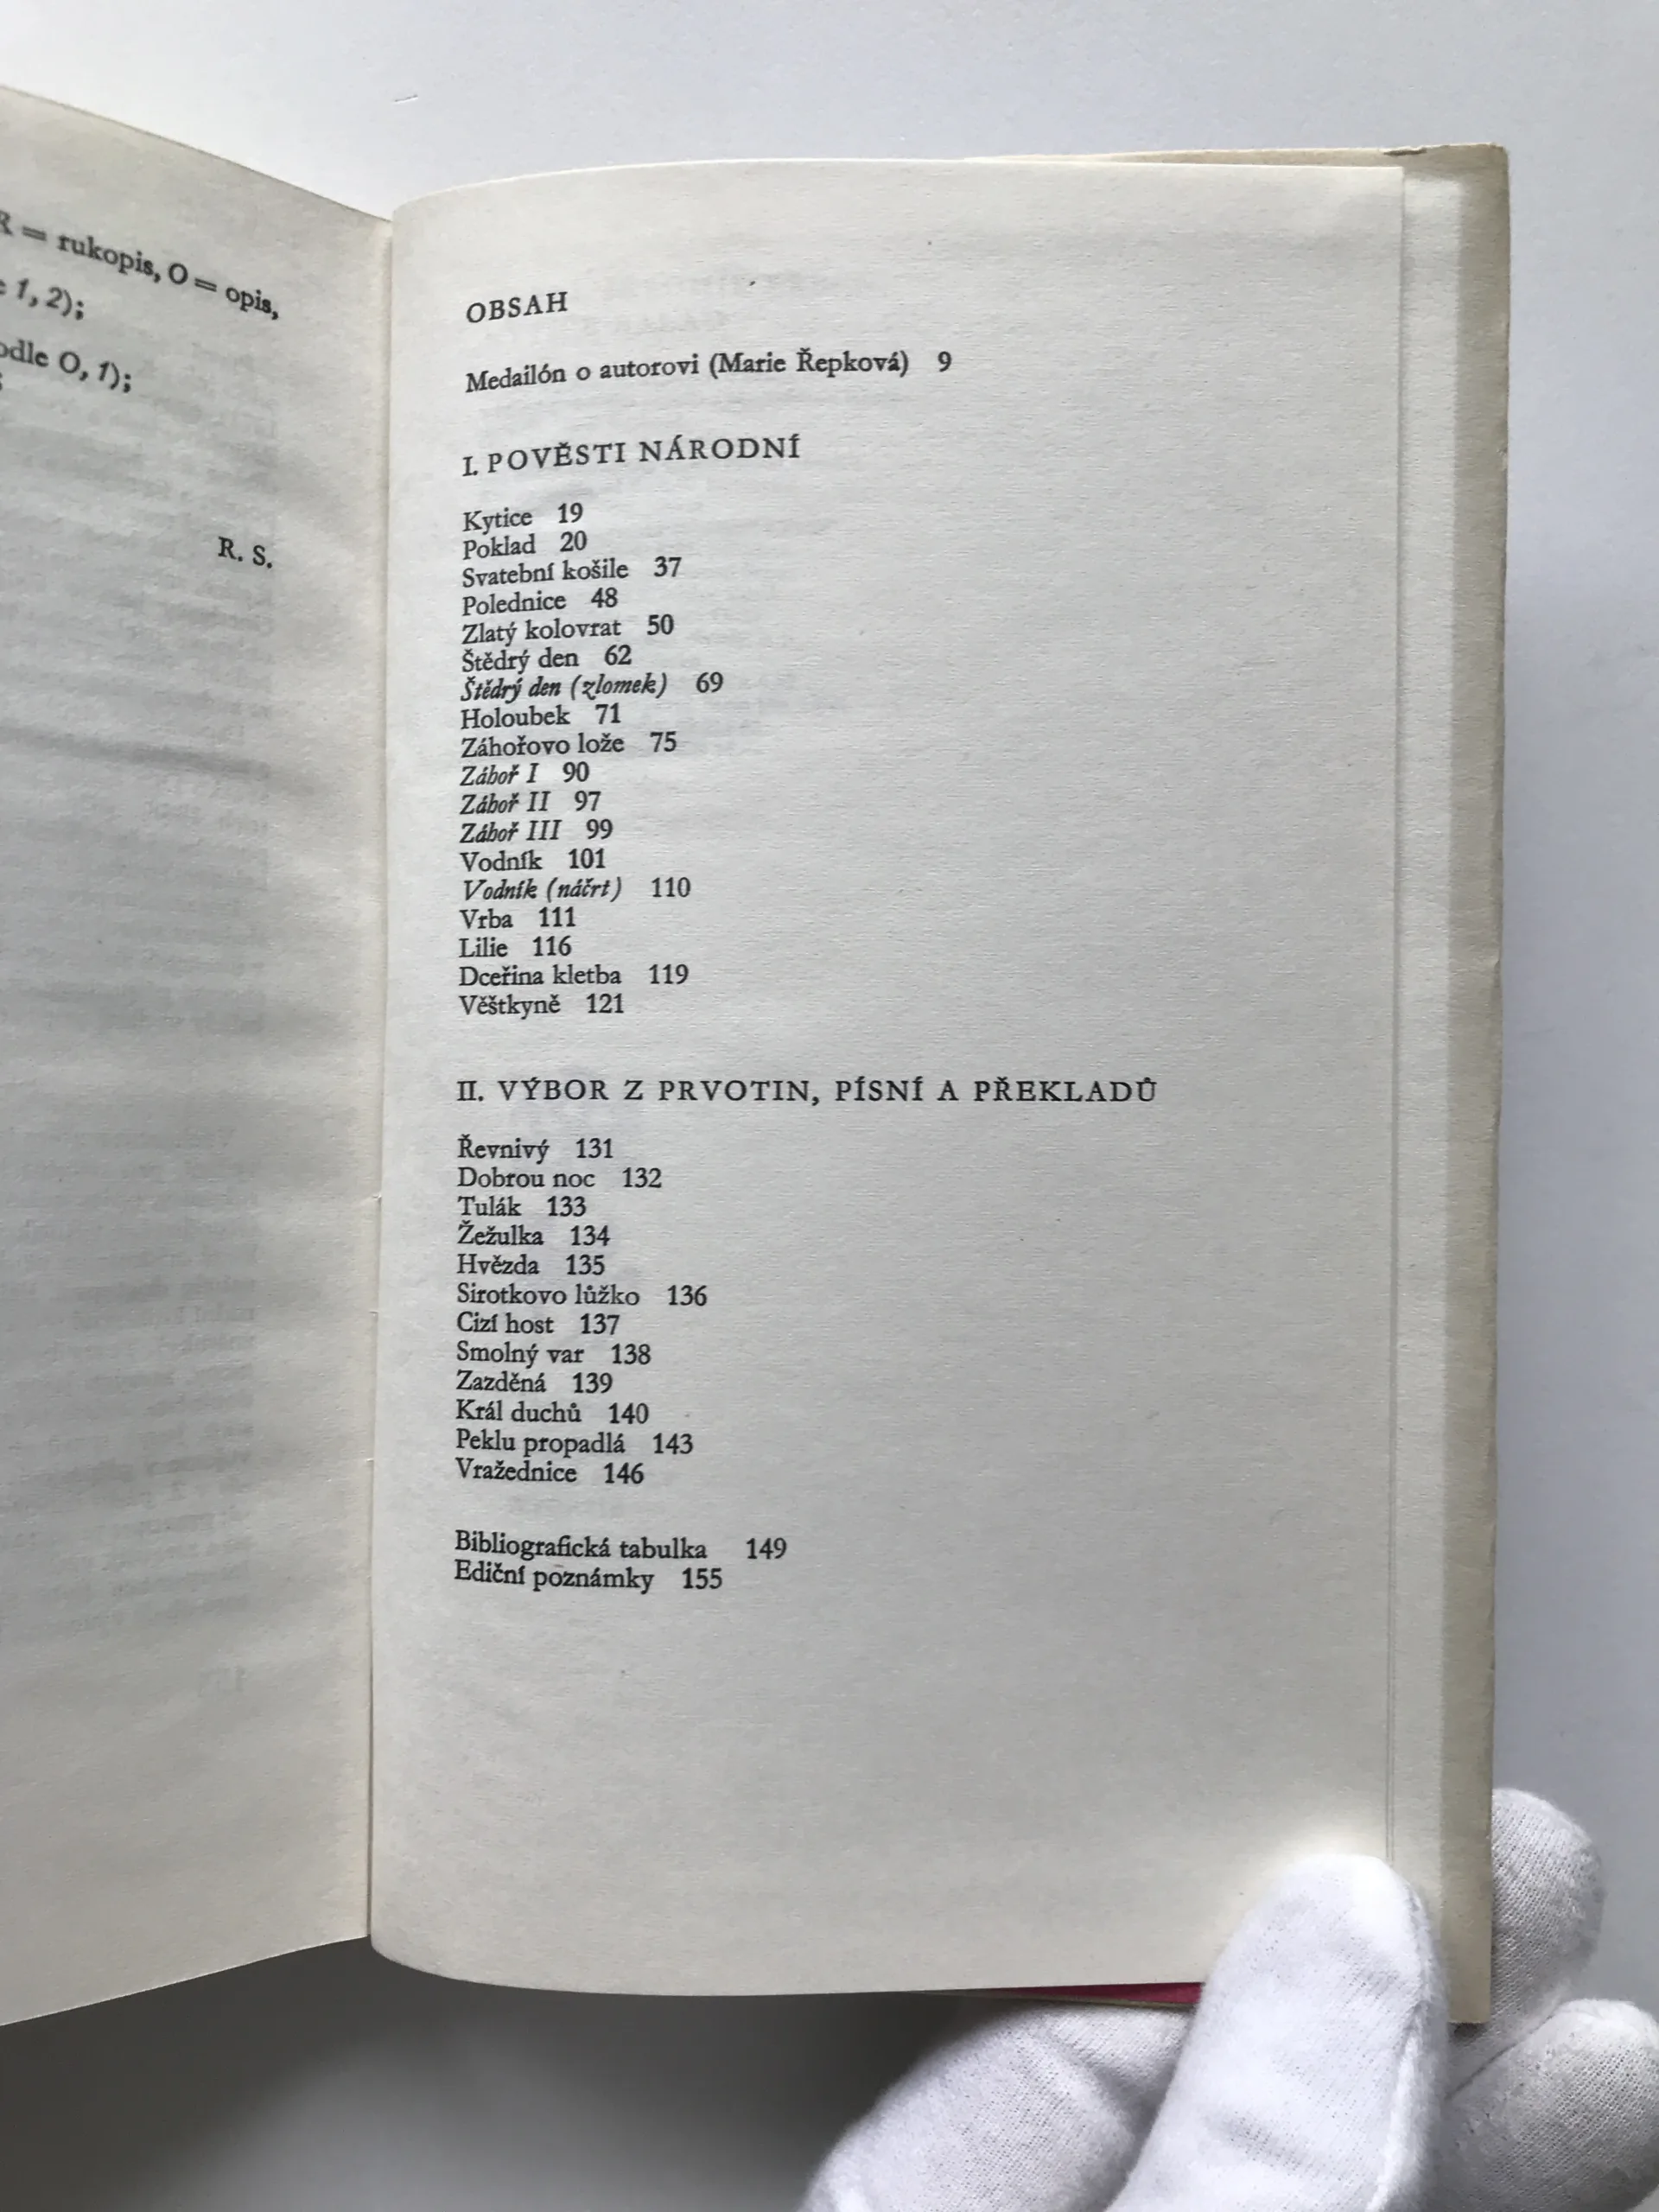 R = rukopis, O = opis,
1, 2);
odle O, 1);
R. S.
OBSAH
Medailón o autorovi (Marie Řepková) 9
I. POVĚSTI NÁRODNÍ
Kytice 19
Poklad 20
Svatební košile 37
Polednice 48
Zlatý kolovrat 50
Štědrý den 62
Štědrý den (zlomek) 69
Holoubek 71
Záhořovo lože 75
Záhoř I 90
Záhoř II 97
Záhoř III 99
Vodník 101
Vodník (náčrt) 110
Vrba 111
Lilie 116
Dceřina kletba 119
Věštkyně 121
II. VÝBOR Z PRVOTIN, PÍSNÍ A PŘEKLADŮ
Řevnivý 131
Dobrou noc 132
Tulák 133
Žežulka 134
Hvězda 135
Sirotkovo lůžko 136
Cizí host 137
Smolný var 138
Zazděná 139
Král duchů 140
Peklu propadlá 143
Vražednice 146
Bibliografická tabulka 149
Ediční poznámky 155